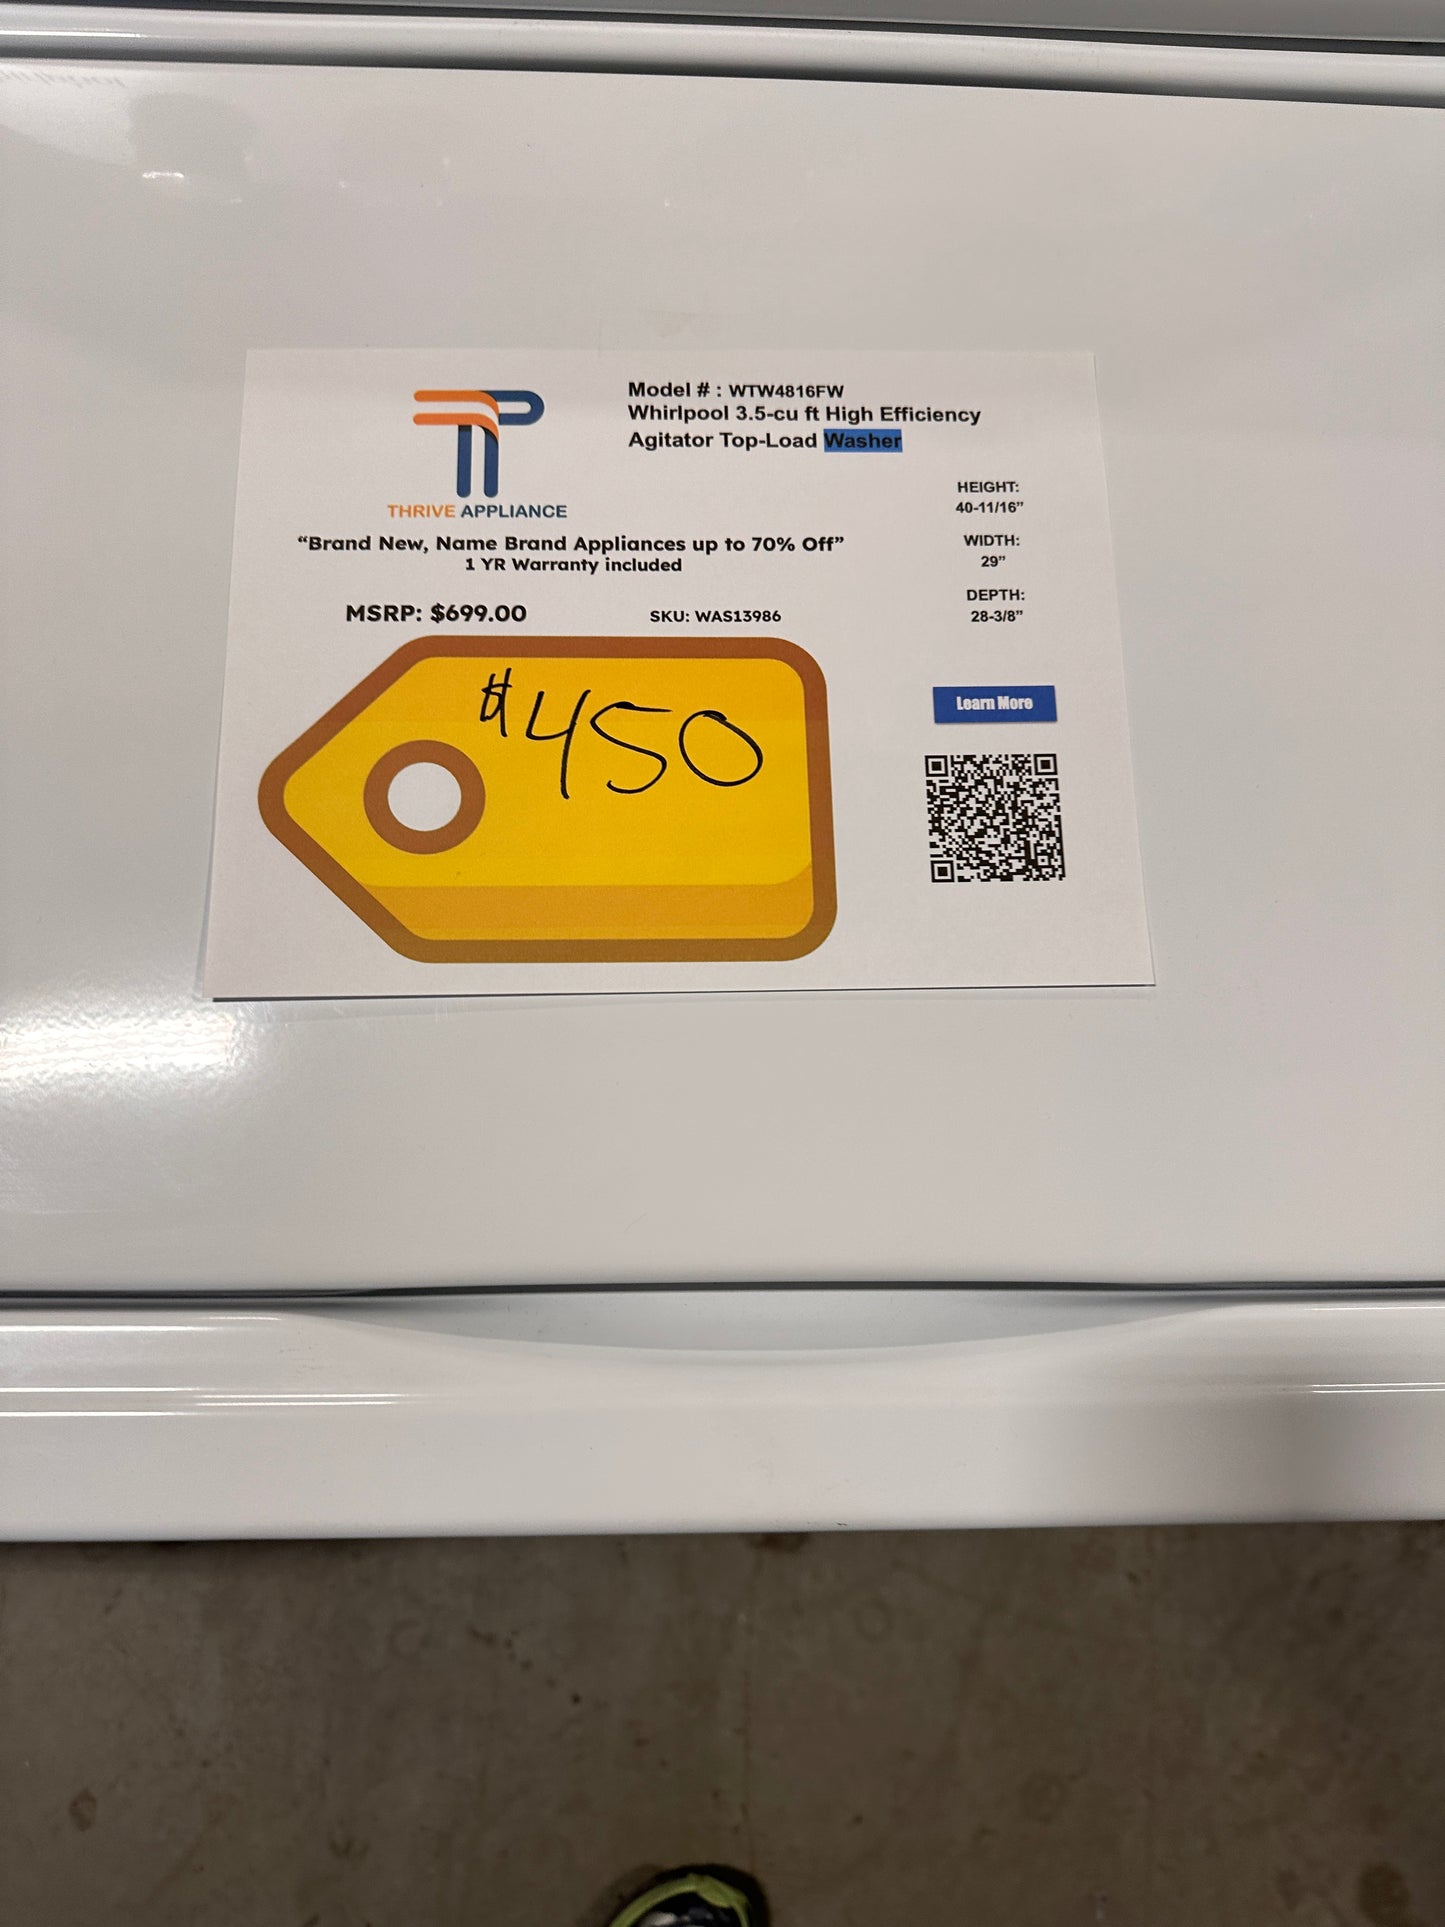 Model # : WTW4816FW
Whirlpool 3.5-cu ft High Efficiency
Agitator Top-Load Washer
THRIVE APPLIANCE
“Brand New, Name Brand Appliances up to 70% Off”
1 YR Warranty included
MSRP: $699.00
SKU: WAS13986
$450
HEIGHT:
40-11/16”
WIDTH:
29”
DEPTH:
28-3/8”
Learn More